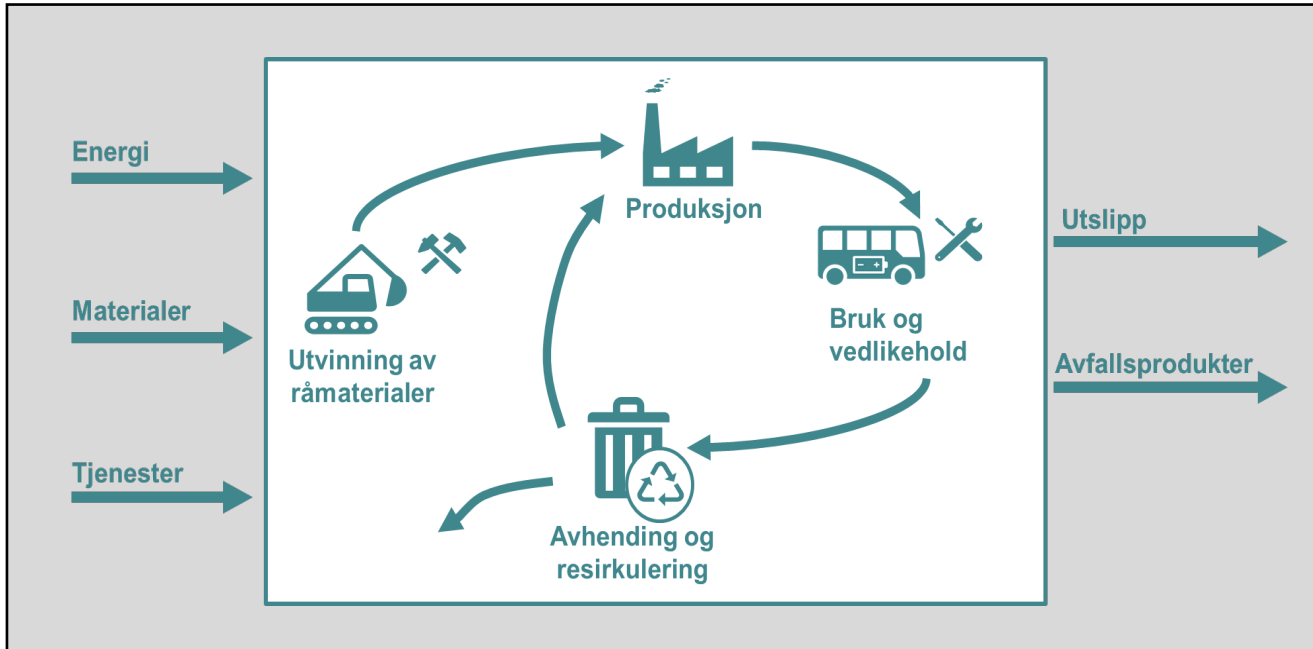 Energi
Materialer
Tjenester
Produksjon
Utvinning av
råmaterialer
Bruk og
vedlikehold
Avhending og
resirkulering
Utslipp
Avfallsprodukter